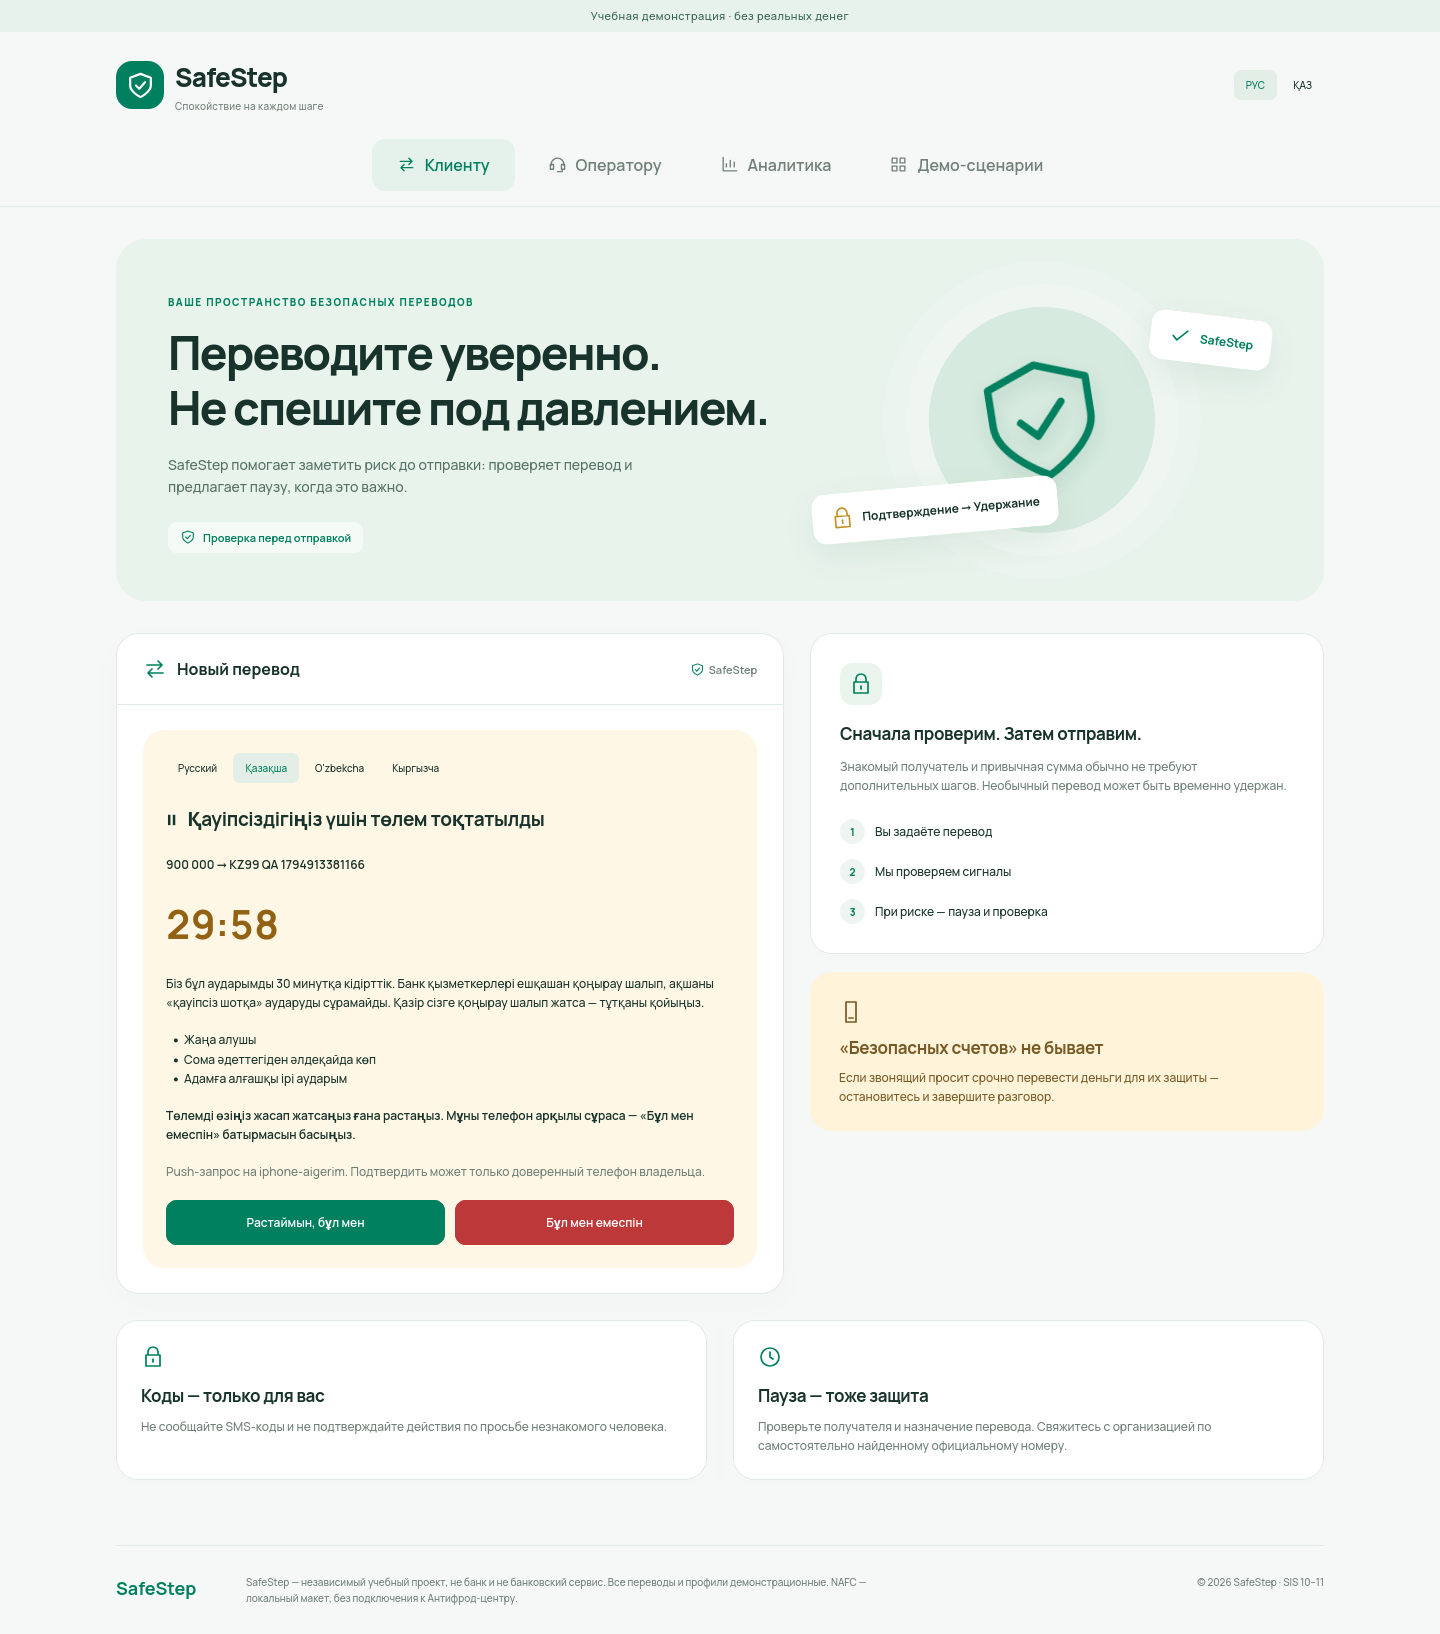 Учебная демонстрация · без реальных денег
SafeStep
Спокойствие на каждом шаге
РУС
ҚАЗ
Клиенту
Оператору
Аналитика
Демо-сценарии
ВАШЕ ПРОСТРАНСТВО БЕЗОПАСНЫХ ПЕРЕВОДОВ
Переводите уверенно.
Не спешите под давлением.
SafeStep помогает заметить риск до отправки: проверяет перевод и
предлагает паузу, когда это важно.
Проверка перед отправкой
SafeStep
Подтверждение → Удержание
Новый перевод
SafeStep
Русский
Қазақша
O'zbekcha
Кыргызча
Қауіпсіздігіңіз үшін төлем тоқтатылды
900 000 → KZ99 QA 1794913381166
29:58
Біз бұл аударымды 30 минутқа кідірттік. Банк қызметкерлері ешқашан қоңырау шалып, ақшаны
«қауіпсіз шотқа» аударуды сұрамайды. Қазір сізге қоңырау шалып жатса — тұтқаны қойыңыз.
• Жаңа алушы
• Сома әдеттегіден әлдеқайда көп
• Адамға алғашқы ірі аударым
Төлемді өзіңіз жасап жатсаңыз ғана растаңыз. Мұны телефон арқылы сұраса — «Бұл мен
емеспін» батырмасын басыңыз.
Push-запрос на iphone-aigerim. Подтвердить может только доверенный телефон владельца.
Растаймын, бұл мен
Бұл мен емеспін
Сначала проверим. Затем отправим.
Знакомый получатель и привычная сумма обычно не требуют
дополнительных шагов. Необычный перевод может быть временно удержан.
1 Вы задаёте перевод
2 Мы проверяем сигналы
3 При риске — пауза и проверка
«Безопасных счетов» не бывает
Если звонящий просит срочно перевести деньги для их защиты —
остановитесь и завершите разговор.
Коды — только для вас
Не сообщайте SMS-коды и не подтверждайте действия по просьбе незнакомого человека.
Пауза — тоже защита
Проверьте получателя и назначение перевода. Свяжитесь с организацией по
самостоятельно найденному официальному номеру.
SafeStep
SafeStep — независимый учебный проект, не банк и не банковский сервис. Все переводы и профили демонстрационные. NAFC —
локальный макет, без подключения к Антифрод-центру.
© 2026 SafeStep · SIS 10–11